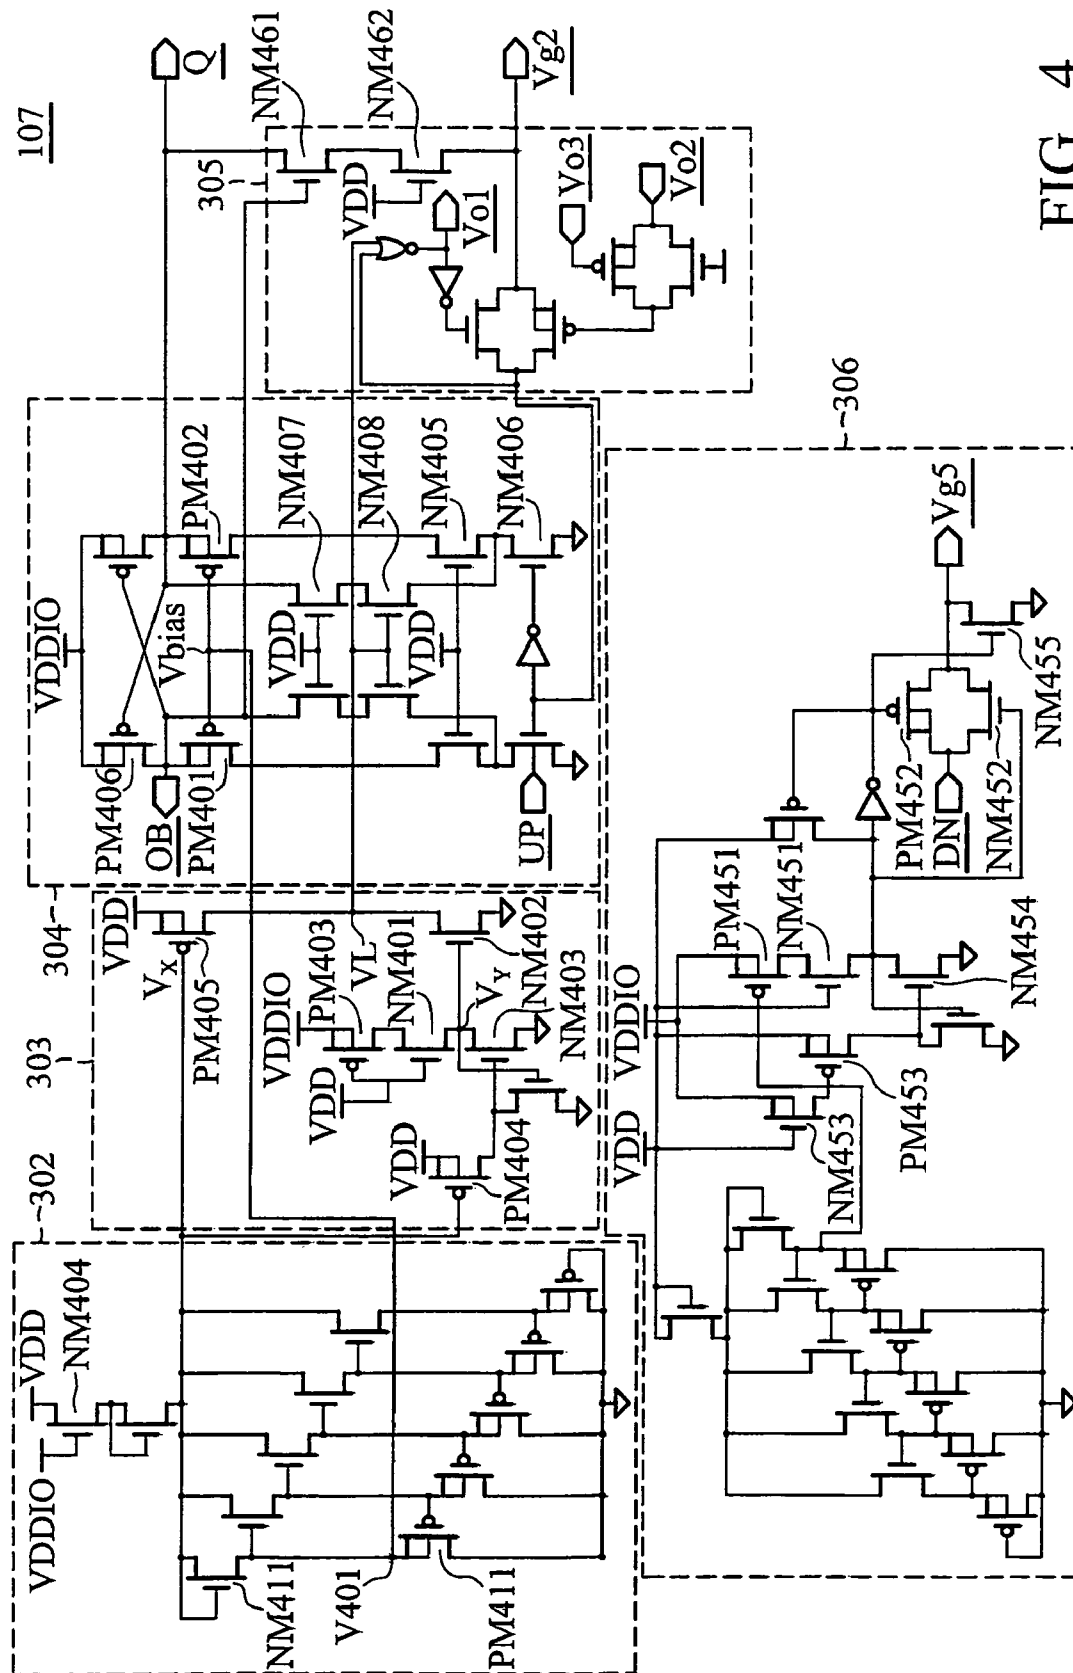 107
Q
NM461
NM462
Vg2
305
VDD
Vo1
Vo3
Vo2
FIG. 4
304
VDDIO
PM406
PM402
Vbias
OB
PM401
NM407
NM408
VDD
VDD
NM405
NM406
UP
303
VDD
VX
PM405
VL
VDDIO
PM403
NM401
VDD
VY
NM402
NM403
VDD
PM404
302
VDD
NM404
VDDIO
NM411
V401
PM411
306
VDD
VDDIO
PM451
NM451
NM453
PM453
NM454
PM452
DN
NM452
Vg5
NM455